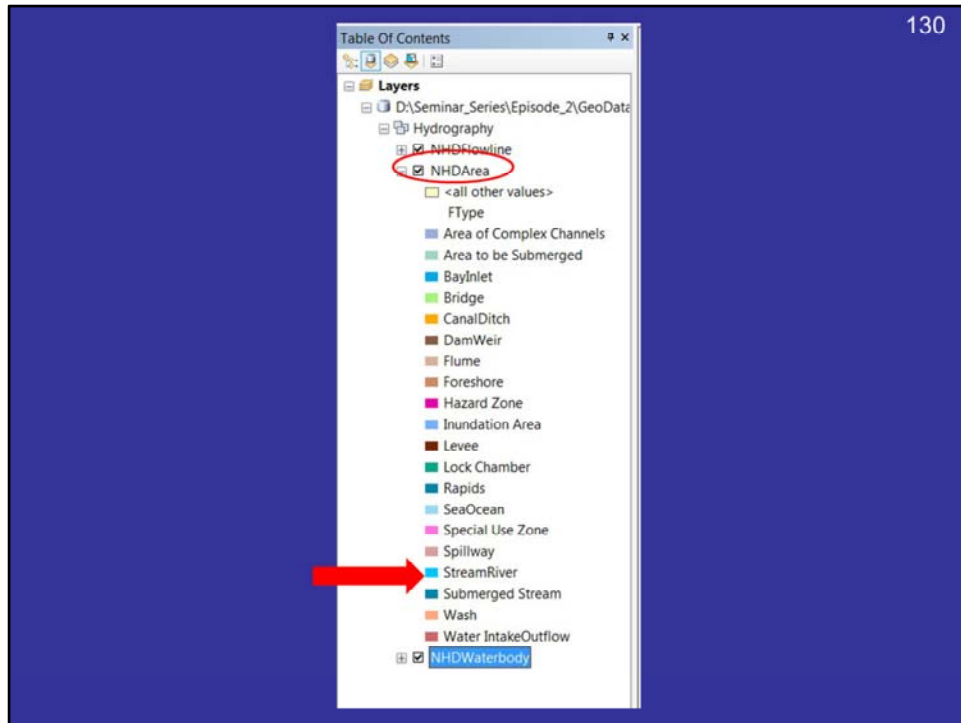 130
Table Of Contents
Layers
D:\Seminar_Series\Episode_2\GeoData
Hydrography
NHDFlowline
NHDArea
<all other values>
FType
Area of Complex Channels
Area to be Submerged
BayInlet
Bridge
CanalDitch
DamWeir
Flume
Foreshore
Hazard Zone
Inundation Area
Levee
Lock Chamber
Rapids
SeaOcean
Special Use Zone
Spillway
StreamRiver
Submerged Stream
Wash
Water IntakeOutflow
NHDWaterbody